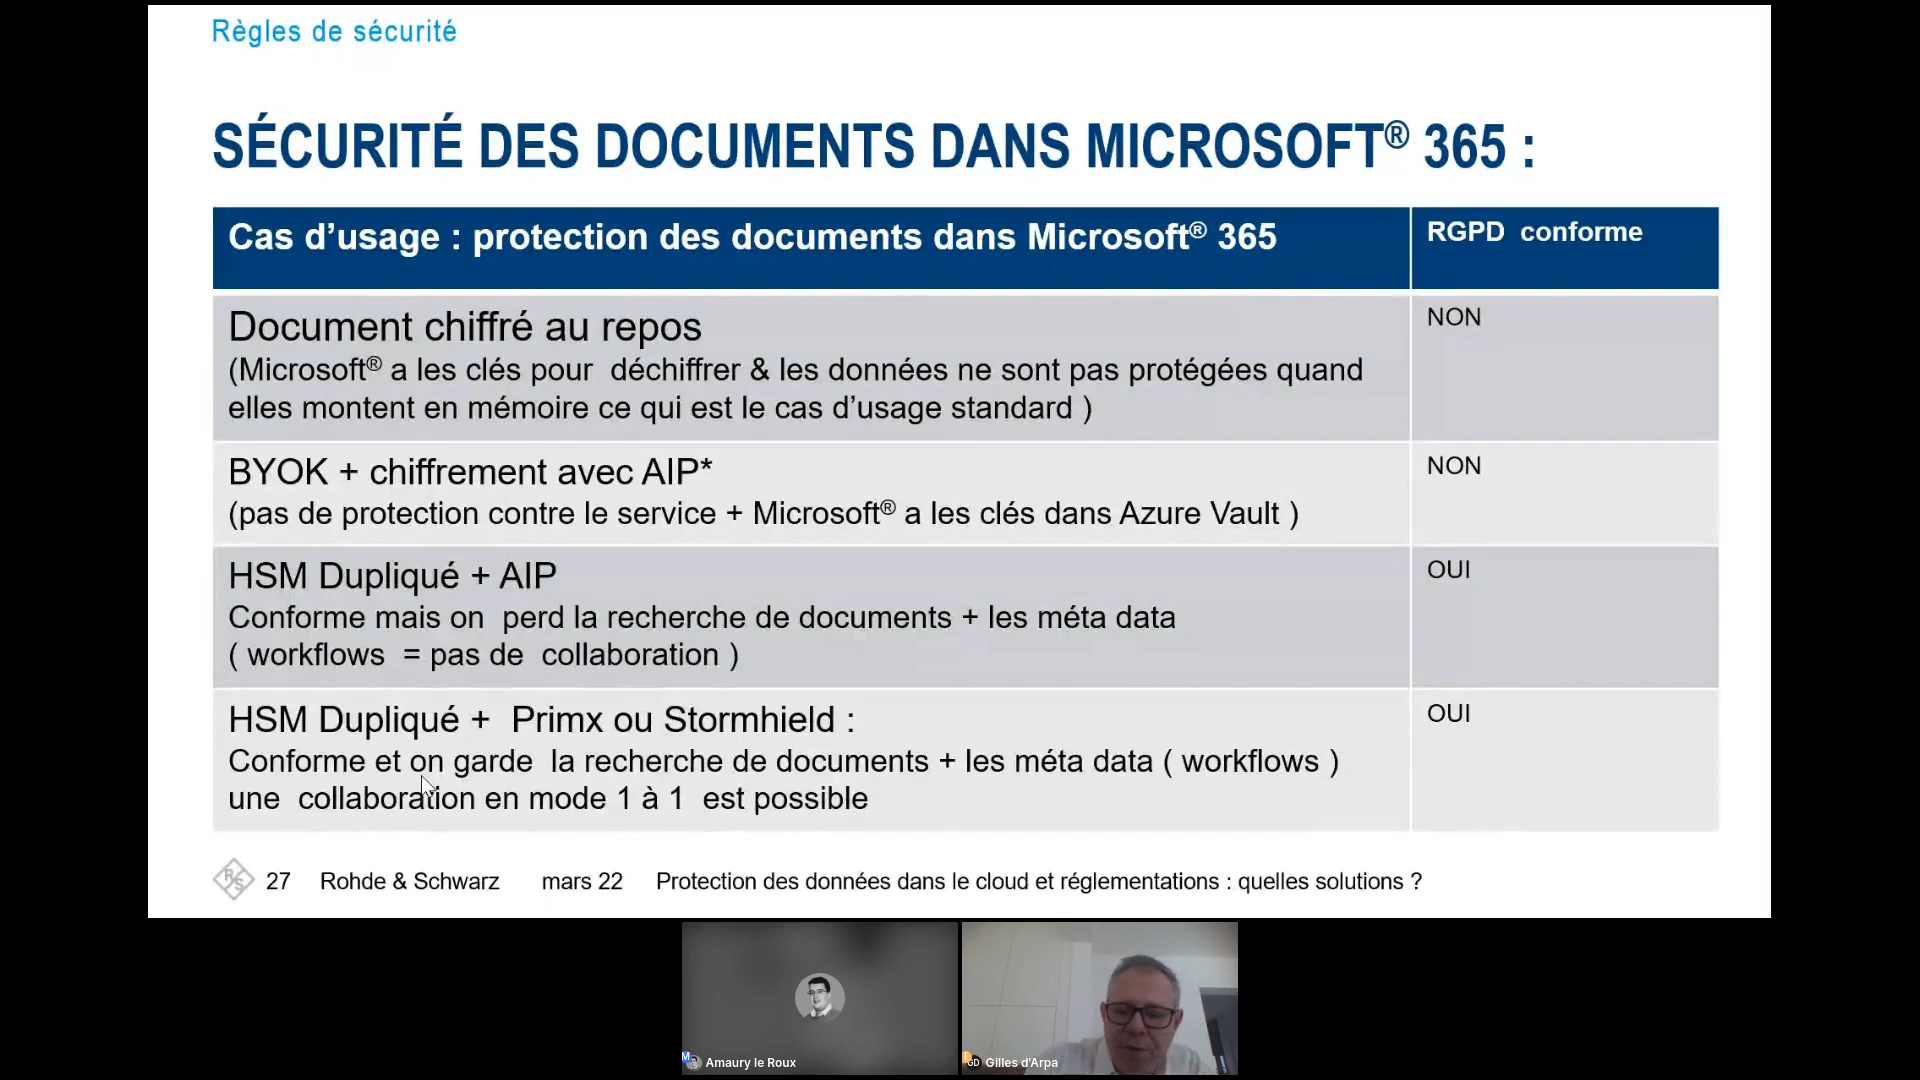 Règles de sécurité
SÉCURITÉ DES DOCUMENTS DANS MICROSOFT® 365 :
Cas d’usage : protection des documents dans Microsoft® 365
RGPD conforme
Document chiffré au repos
(Microsoft® a les clés pour déchiffrer & les données ne sont pas protégées quand
elles montent en mémoire ce qui est le cas d’usage standard )
NON
BYOK + chiffrement avec AIP*
(pas de protection contre le service + Microsoft® a les clés dans Azure Vault )
NON
HSM Dupliqué + AIP
Conforme mais on perd la recherche de documents + les méta data
( workflows = pas de collaboration )
OUI
HSM Dupliqué + Primx ou Stormhield :
Conforme et on garde la recherche de documents + les méta data ( workflows )
une collaboration en mode 1 à 1 est possible
OUI
RS 27 Rohde & Schwarz mars 22 Protection des données dans le cloud et réglementations : quelles solutions ?
M Amaury le Roux
GD Gilles d'Arpa